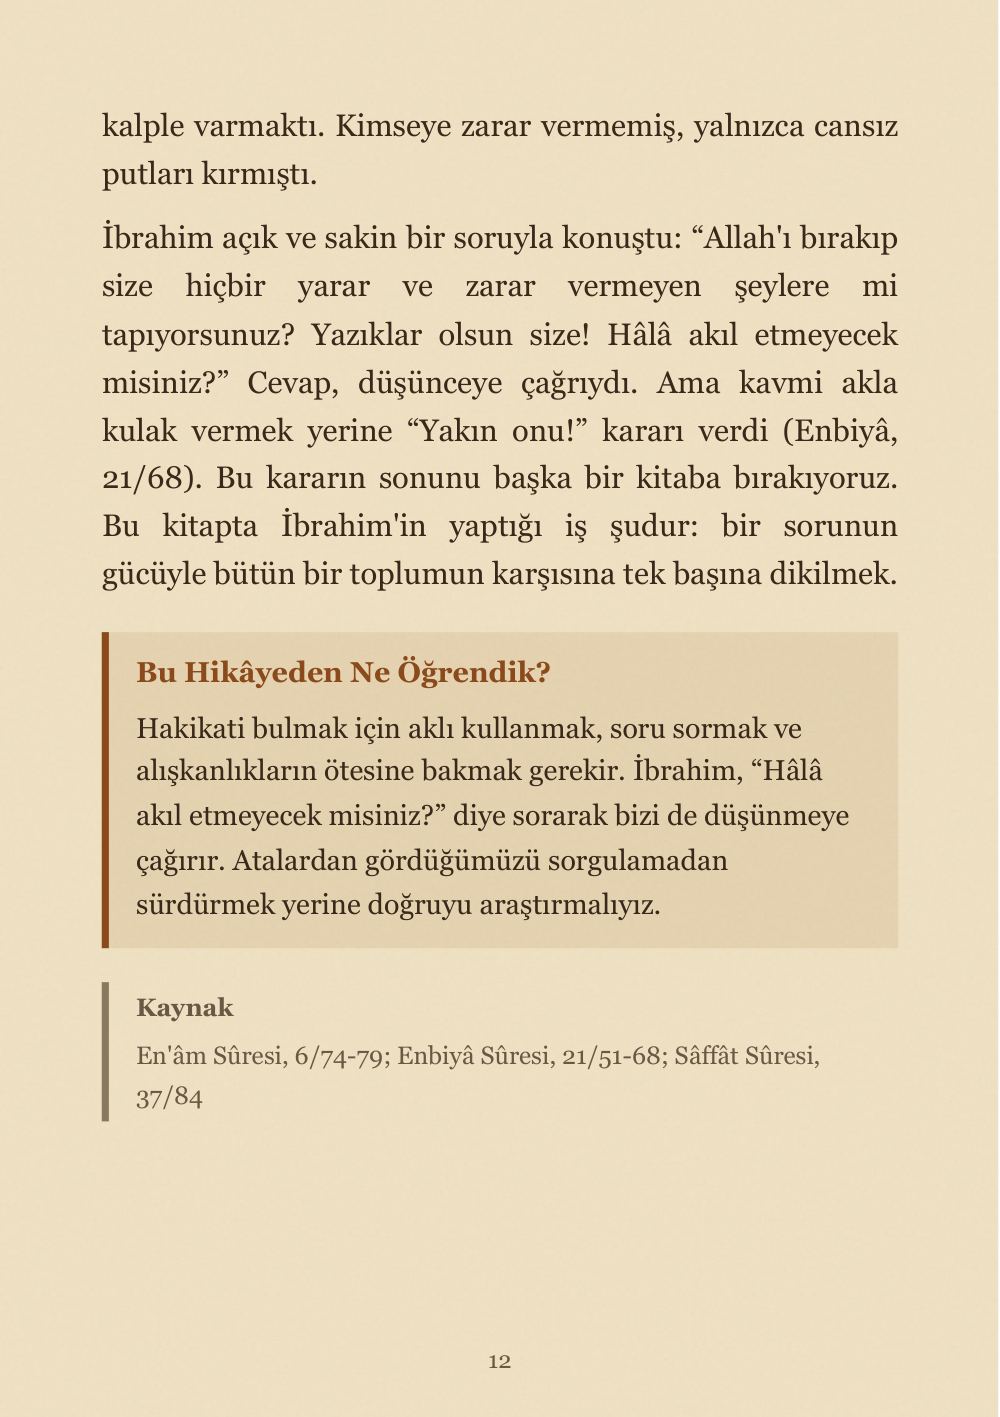 kalple varmaktı. Kimseye zarar vermemiş, yalnızca cansız
putları kırmıştı.
İbrahim açık ve sakin bir soruyla konuştu: “Allah'ı bırakıp
size hiçbir yarar ve zarar vermeyen şeylere mi
tapıyorsunuz? Yazıklar olsun size! Hâlâ akıl etmeyecek
misiniz?” Cevap, düşünceye çağrıydı. Ama kavmi akla
kulak vermek yerine “Yakın onu!” kararı verdi (Enbiyâ,
21/68). Bu kararın sonunu başka bir kitaba bırakıyoruz.
Bu kitapta İbrahim'in yaptığı iş şudur: bir sorunun
gücüyle bütün bir toplumun karşısına tek başına dikilmek.
Bu Hikâyeden Ne Öğrendik?
Hakikati bulmak için aklı kullanmak, soru sormak ve
alışkanlıkların ötesine bakmak gerekir. İbrahim, “Hâlâ
akıl etmeyecek misiniz?” diye sorarak bizi de düşünmeye
çağırır. Atalardan gördüğümüzü sorgulamadan
sürdürmek yerine doğruyu araştırmalıyız.
Kaynak
En'âm Sûresi, 6/74-79; Enbiyâ Sûresi, 21/51-68; Sâffât Sûresi,
37/84
12